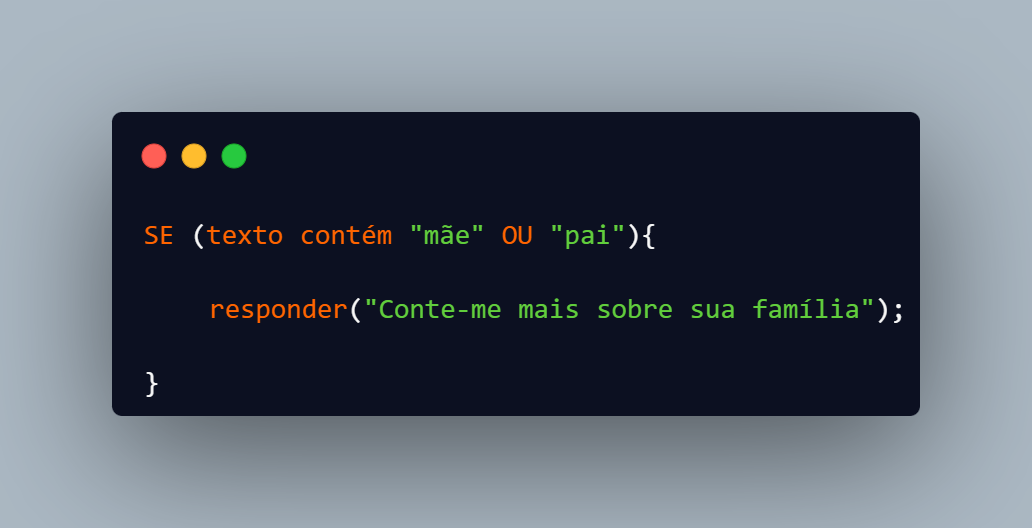 SE (texto contém "mãe" OU "pai"){
responder("Conte-me mais sobre sua família");
}